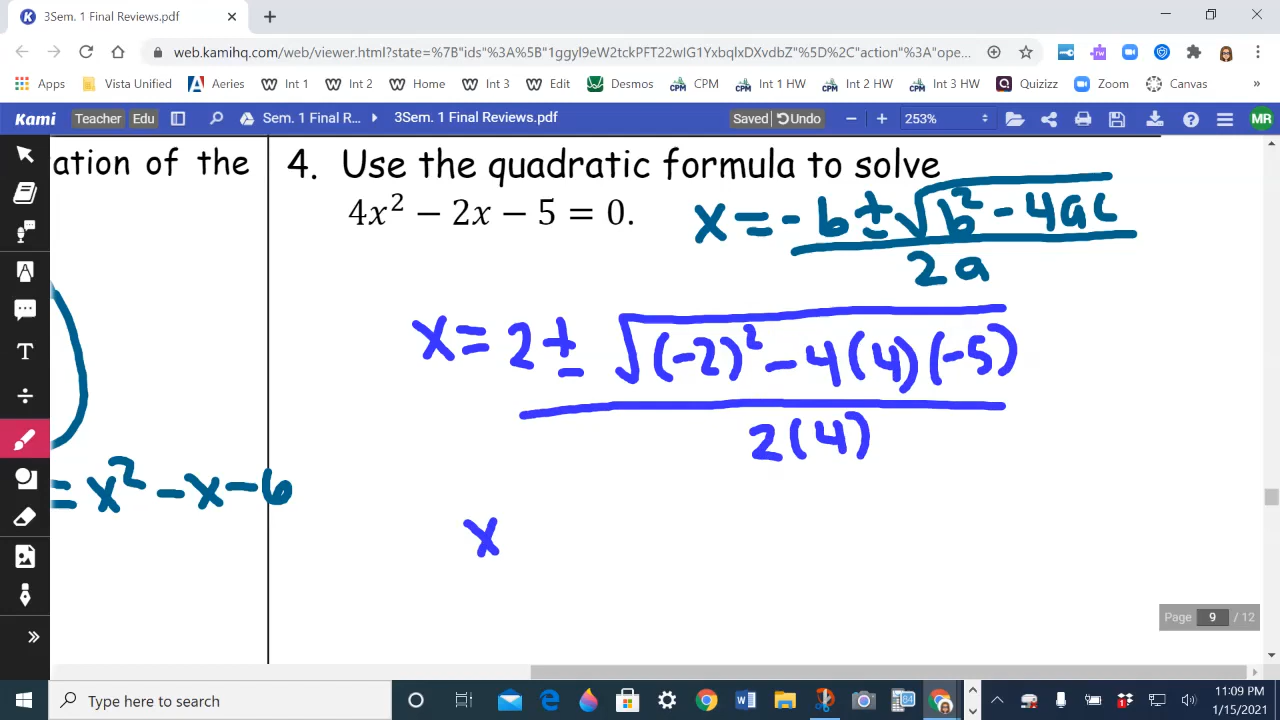 3Sem. 1 Final Reviews.pdf
web.kamihq.com/web/viewer.html?state=%7B"ids"%3A%5B"1ggyI9eW2tckPFT22wIG1YsxqlxDXvdbZ"%5D%2C"action"%3A"ope...
Apps Vista Unified Aeries Int 1 Int 2 Home Int 3 Edit Desmos CPM Int 1 HW Int 2 HW Int 3 HW Quizizz Zoom Canvas »
Kami Teacher Edu Sem. 1 Final R... 3Sem. 1 Final Reviews.pdf Saved Undo 253% MR
ation of the
4. Use the quadratic formula to solve
4x² − 2x − 5 = 0.
x = -b ± √b² - 4ac
2a
x = 2 ± √(-2)² - 4(4)(-5)
2(4)
= x² - x - 6
x
Page 9 / 12
Type here to search
11:09 PM
1/15/2021